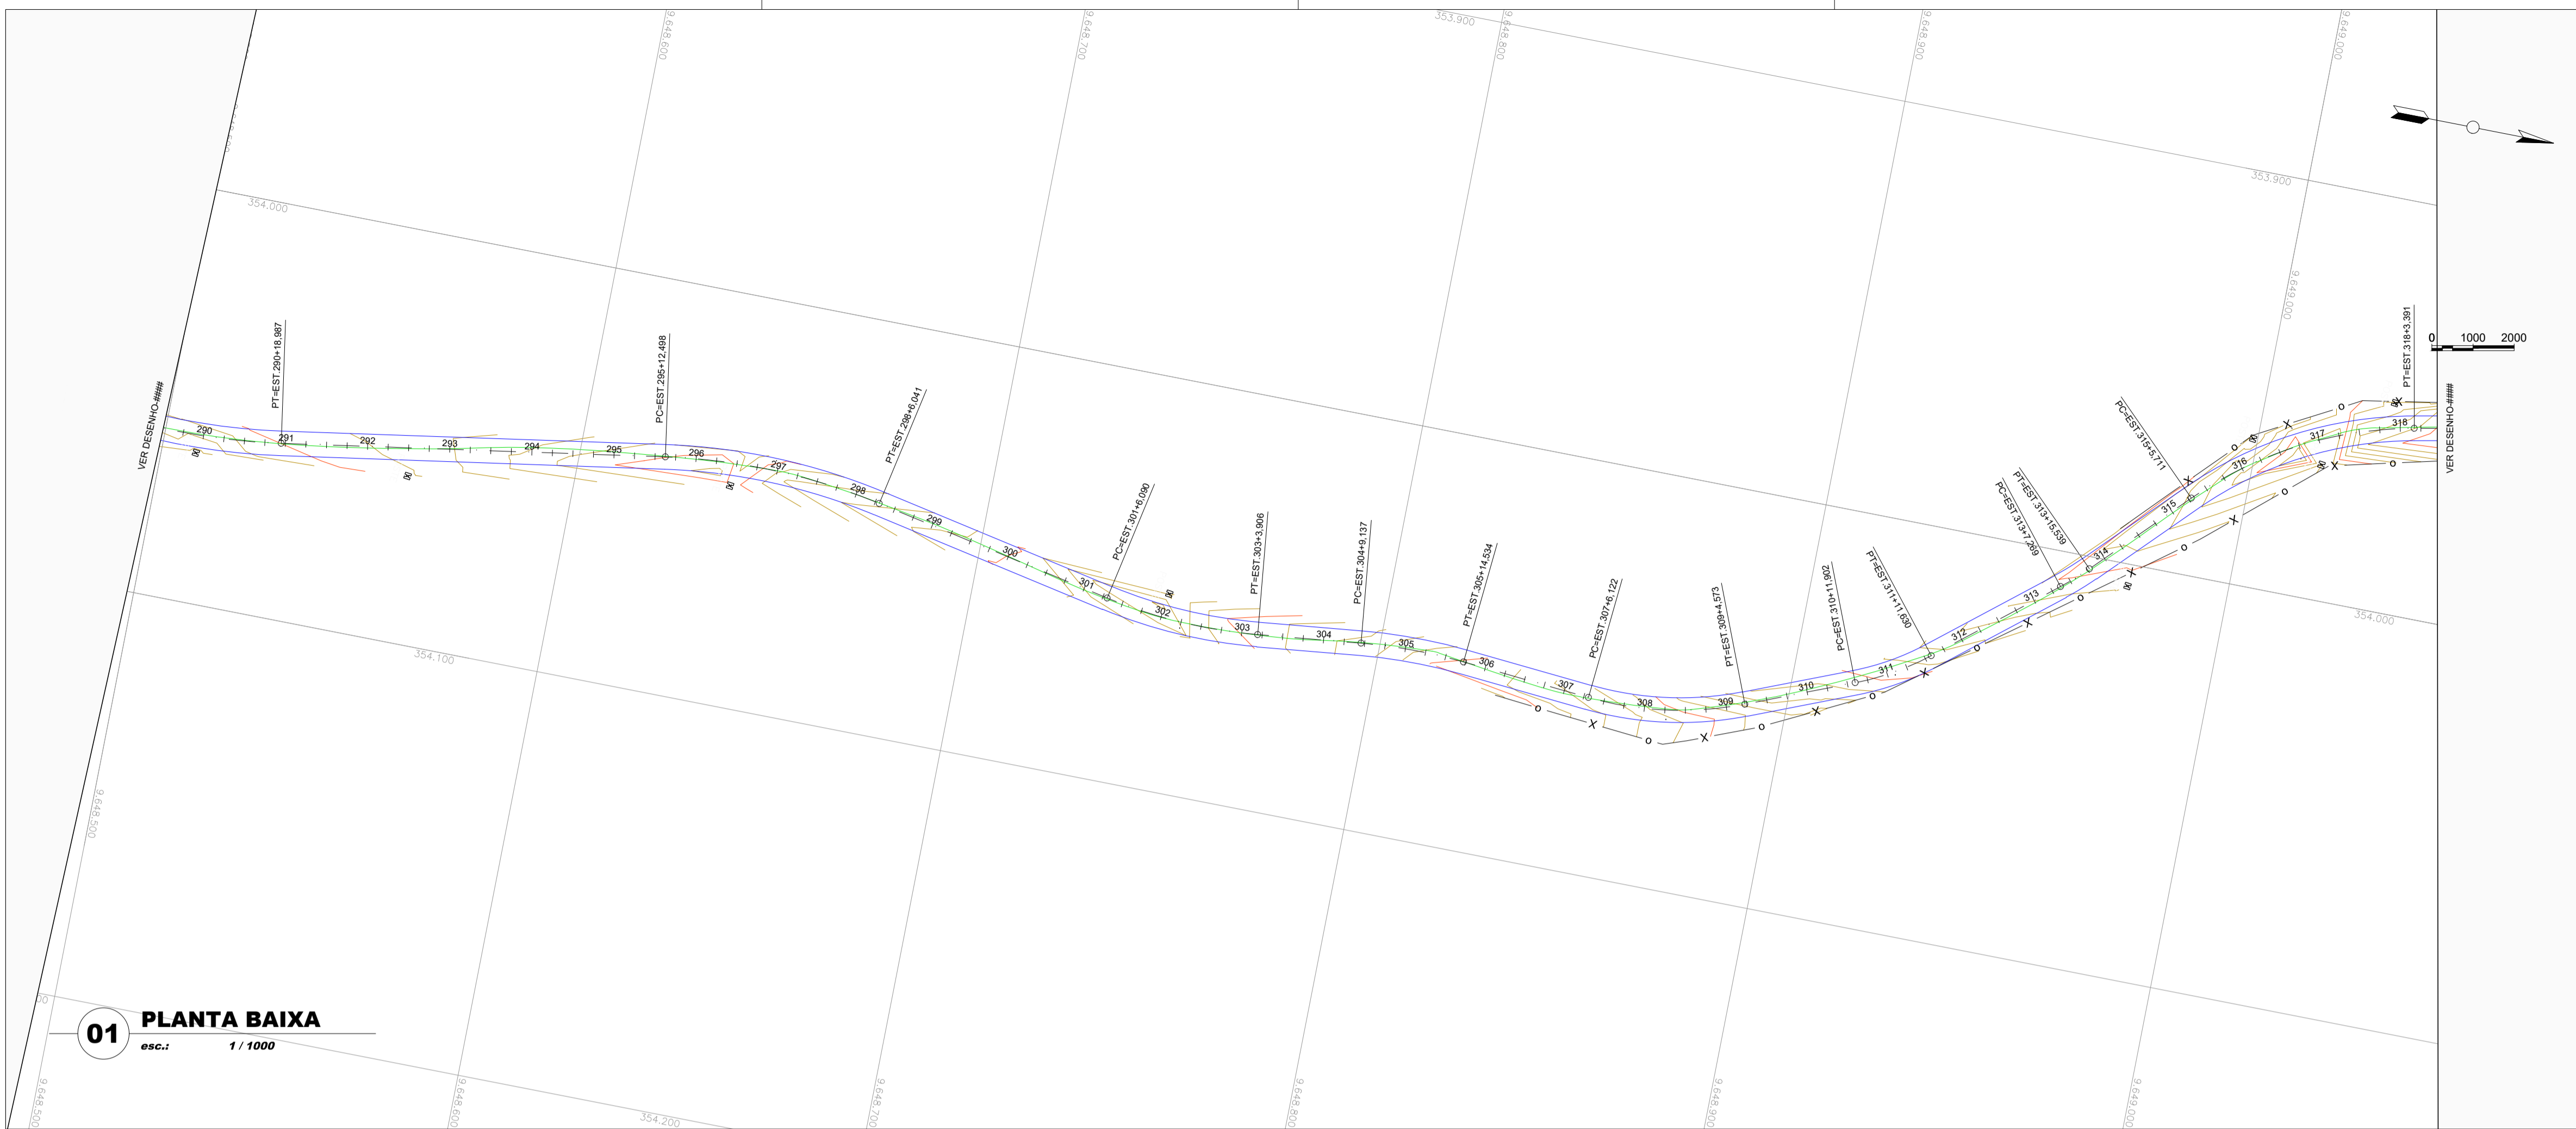 353.900
9.648.600
9.648.700
9.648.800
9.648.900
9.649.000
353.900
354.000
9.649.000
VER DESENHO-####
PT=EST.290+18,987
PC=EST.295+12,498
PT=EST.298+6,041
PC=EST.301+6,090
PT=EST.303+3,906
PC=EST.304+9,137
PT=EST.305+14,534
PC=EST.307+6,122
PT=EST.309+4,573
PC=EST.310+11,902
PT=EST.311+11,630
PC=EST.313+7,269
PT=EST.313+15,539
PC=EST.315+5,711
PT=EST.318+3,391
0 1000 2000
VER DESENHO-####
290 291 292 293 294 295 296 297 298 299 300 301 302 303 304 305 306 307 308 309 310 311 312 313 314 315 316 317 318
o X o X o X o X o X o X o X o X o X o
X o X o X
354.000
354.100
9.648.500
01
PLANTA BAIXA
esc.: 1 / 1000
9.648.500
9.648.600
354.200
9.648.700
9.648.800
9.648.900
9.649.000